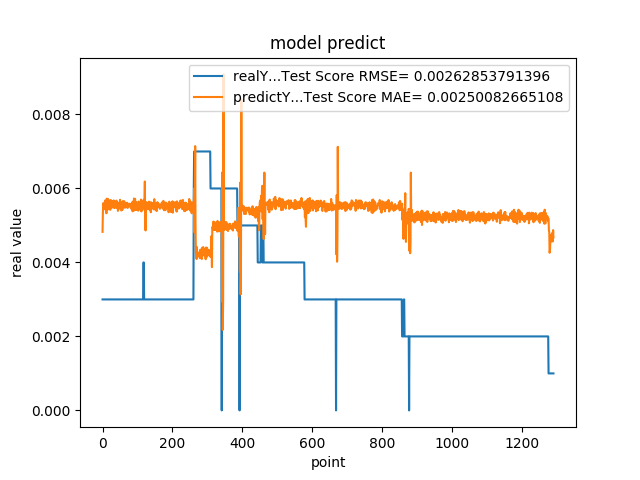 model predict
realY...Test Score RMSE= 0.00262853791396
predictY...Test Score MAE= 0.00250082665108
real value
0.008
0.006
0.004
0.002
0.000
0 200 400 600 800 1000 1200
point